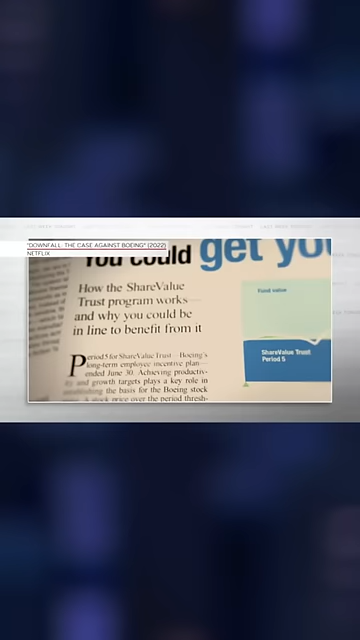 "DOWNFALL: THE CASE AGAINST BOEING" (2022)
NETFLIX
You could get you
How the ShareValue
Trust program works—
and why you could be
in line to benefit from it
Fund value
ShareValue Trust
Period 5
Period 5 for ShareValue Trust—Boeing's
long-term employee incentive plan—
ended June 30. Achieving productiv-
ity and growth targets plays a key role in
establishing the basis for the Boeing stock
A stock price over the period thresh-